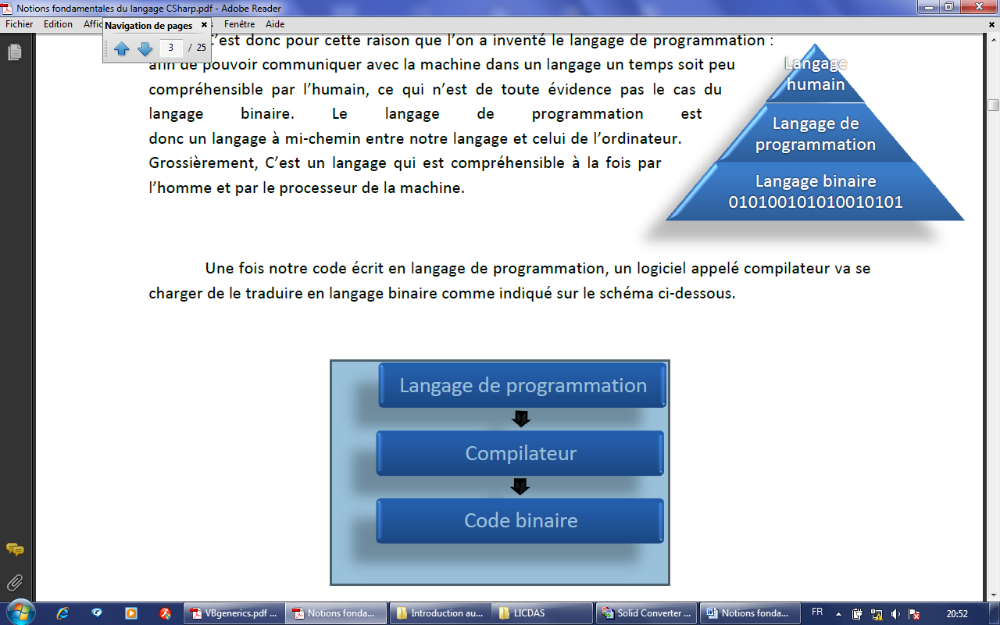 Notions fondamentales du langage CSharp.pdf - Adobe Reader
Fichier Edition Affic Fenêtre Aide
Navigation de pages
3 / 25
C’est donc pour cette raison que l’on a inventé le langage de programmation :
afin de pouvoir communiquer avec la machine dans un langage un temps soit peu
compréhensible par l’humain, ce qui n’est de toute évidence pas le cas du
langage binaire. Le langage de programmation est
donc un langage à mi-chemin entre notre langage et celui de l’ordinateur.
Grossièrement, C’est un langage qui est compréhensible à la fois par
l’homme et par le processeur de la machine.
Langage
humain
Langage de
programmation
Langage binaire
010100101010010101
Une fois notre code écrit en langage de programmation, un logiciel appelé compilateur va se
charger de le traduire en langage binaire comme indiqué sur le schéma ci-dessous.
Langage de programmation
Compilateur
Code binaire
VBgenerics.pdf ... Notions fonda... Introduction au... LICDAS Solid Converter ... Notions fonda... FR 20:52